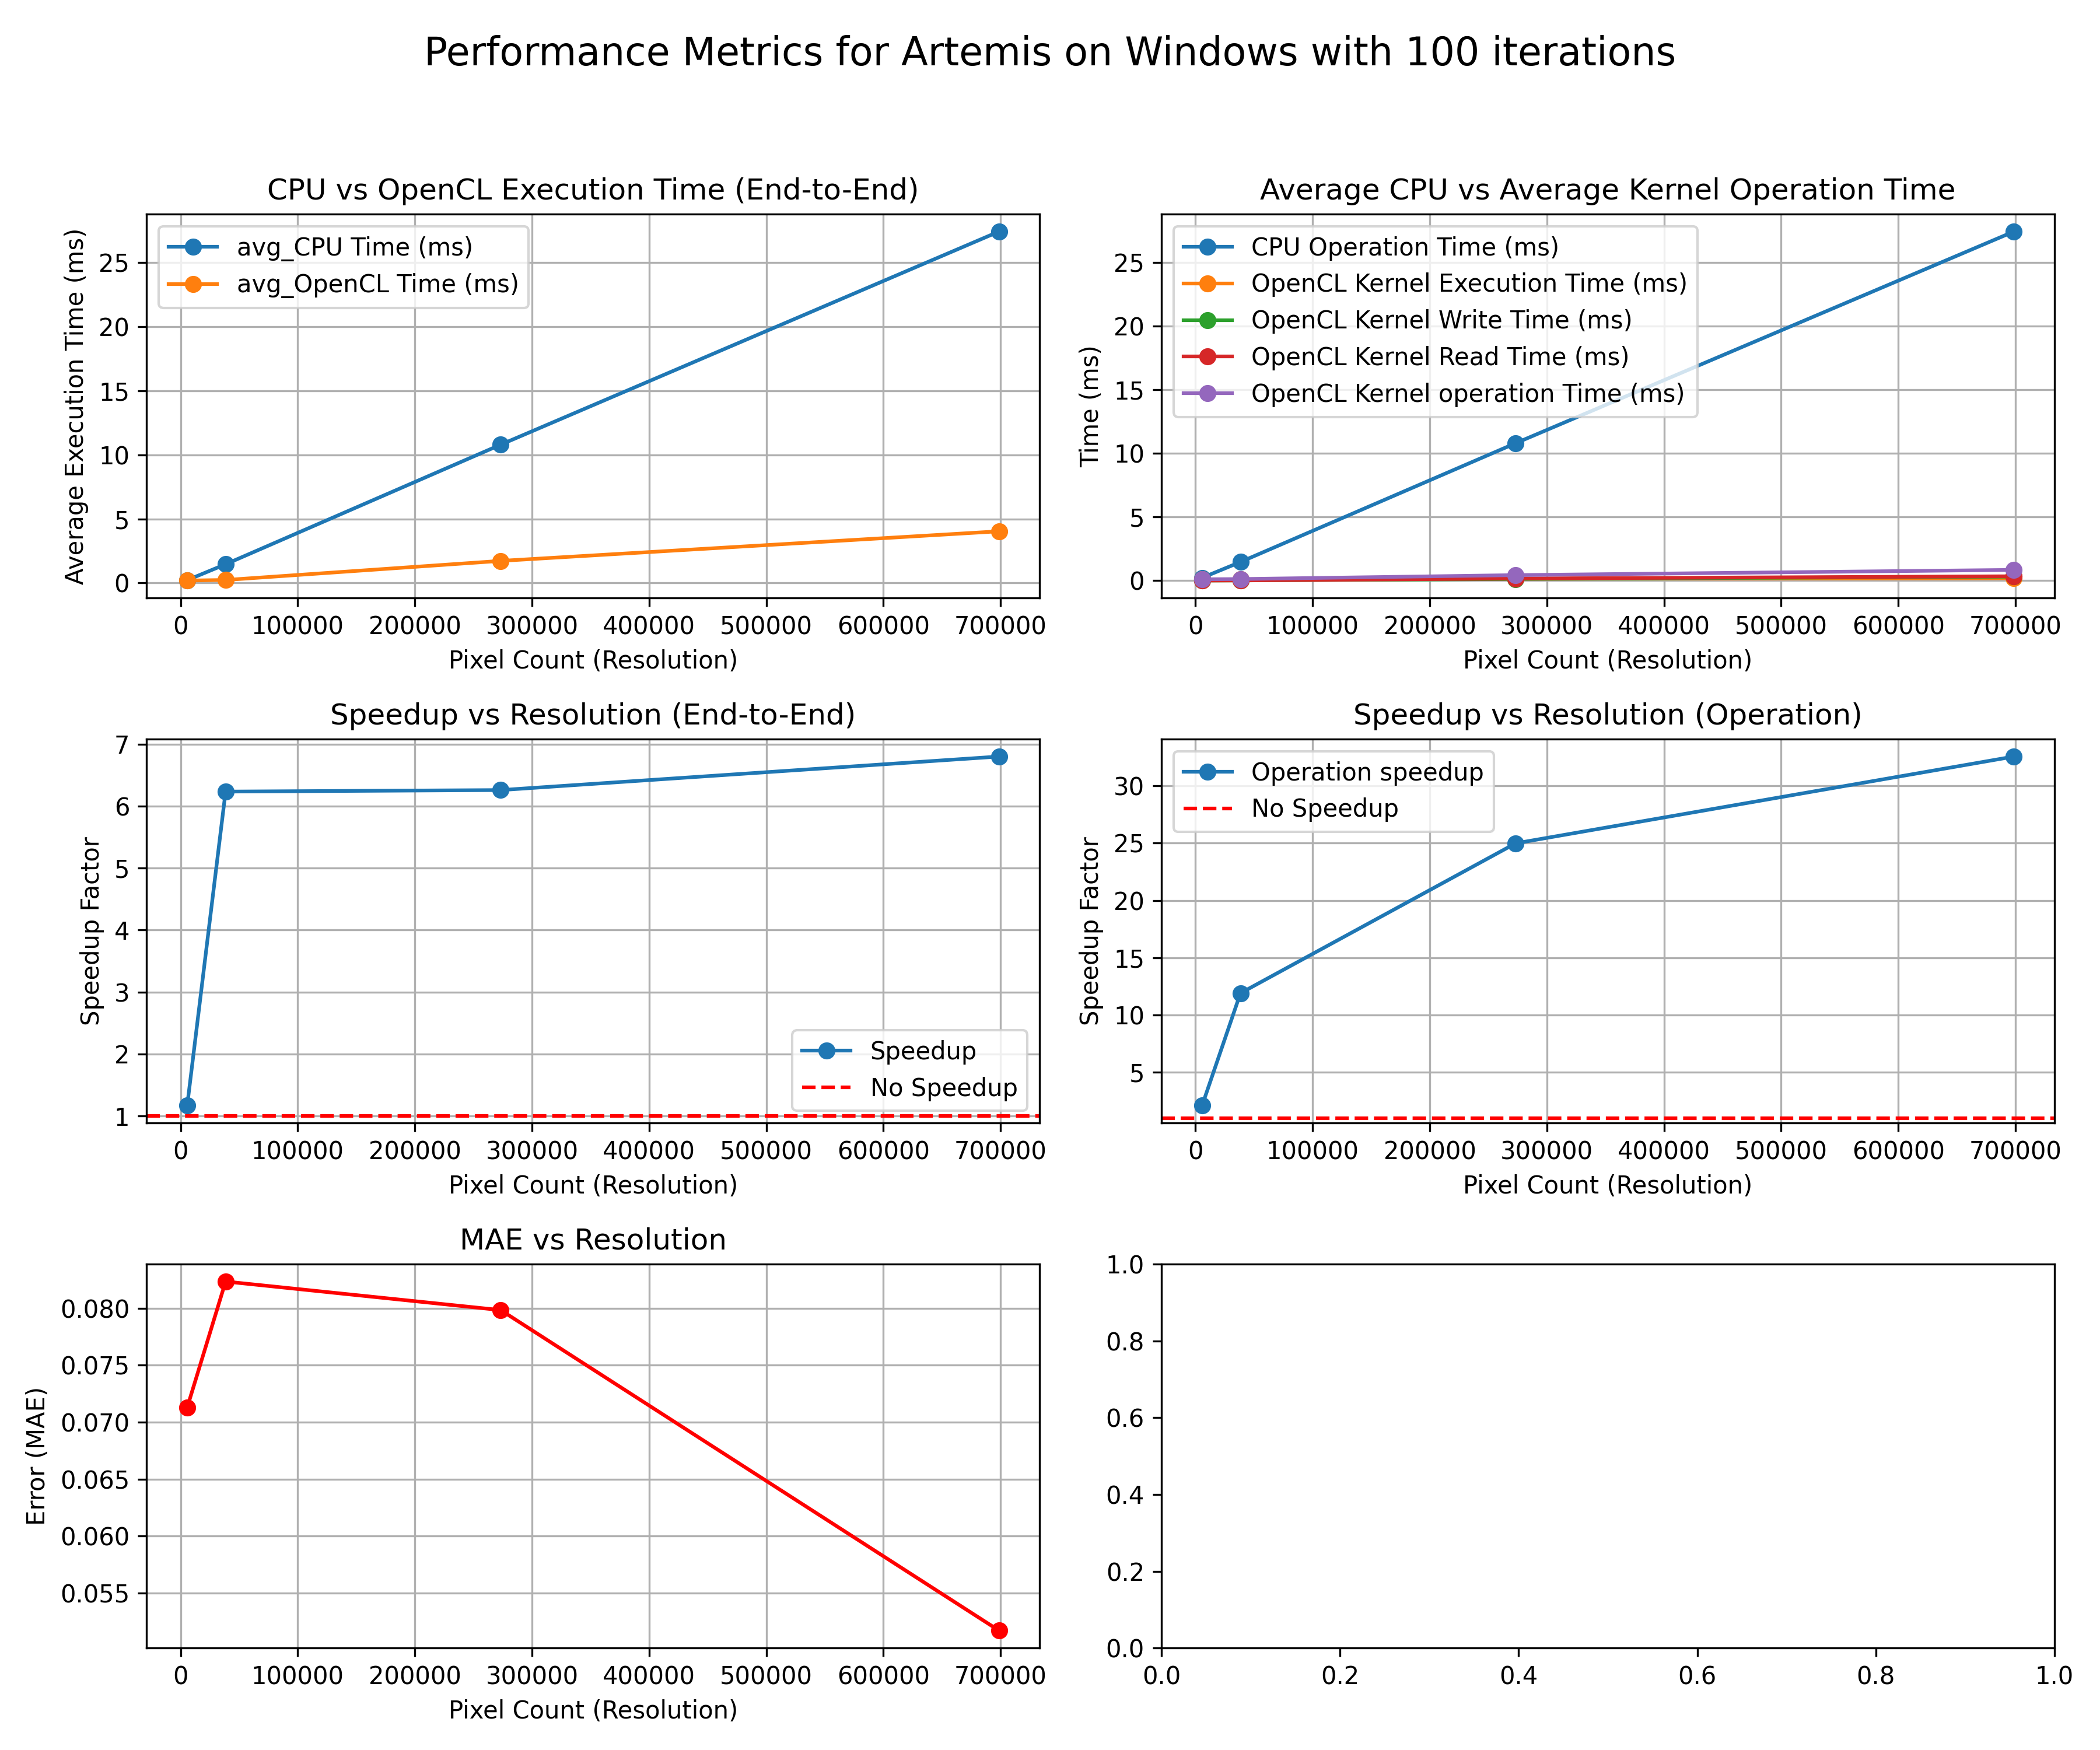 Performance Metrics for Artemis on Windows with 100 iterations
CPU vs OpenCL Execution Time (End-to-End)
Average Execution Time (ms)
25
20
15
10
5
0
avg_CPU Time (ms)
avg_OpenCL Time (ms)
0 100000 200000 300000 400000 500000 600000 700000
Pixel Count (Resolution)
Average CPU vs Average Kernel Operation Time
Time (ms)
25
20
15
10
5
0
CPU Operation Time (ms)
OpenCL Kernel Execution Time (ms)
OpenCL Kernel Write Time (ms)
OpenCL Kernel Read Time (ms)
OpenCL Kernel operation Time (ms)
0 100000 200000 300000 400000 500000 600000 700000
Pixel Count (Resolution)
Speedup vs Resolution (End-to-End)
Speedup Factor
7
6
5
4
3
2
1
Speedup
No Speedup
0 100000 200000 300000 400000 500000 600000 700000
Pixel Count (Resolution)
Speedup vs Resolution (Operation)
Speedup Factor
30
25
20
15
10
5
Operation speedup
No Speedup
0 100000 200000 300000 400000 500000 600000 700000
Pixel Count (Resolution)
MAE vs Resolution
Error (MAE)
0.080
0.075
0.070
0.065
0.060
0.055
0 100000 200000 300000 400000 500000 600000 700000
Pixel Count (Resolution)
1.0
0.8
0.6
0.4
0.2
0.0
0.0 0.2 0.4 0.6 0.8 1.0